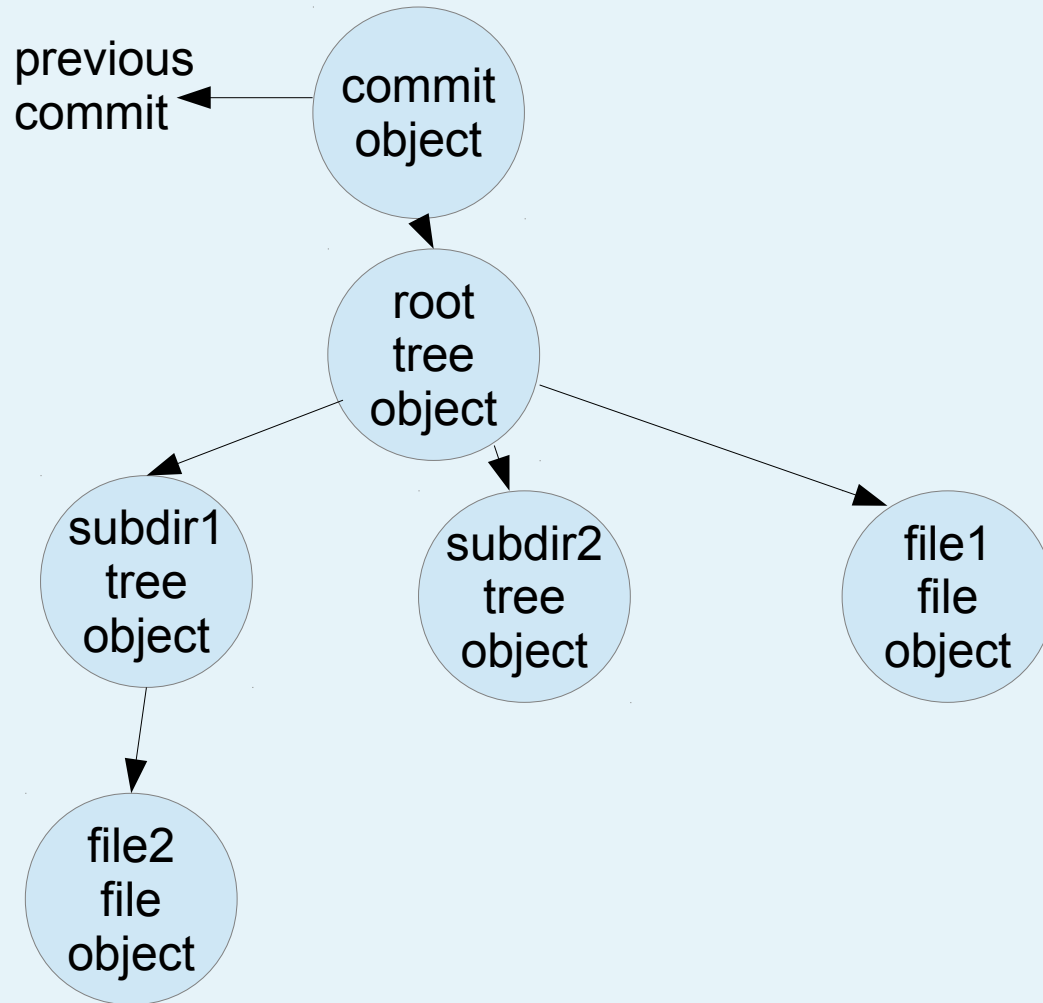 previous
commit
commit
object
root
tree
object
subdir1
tree
object
subdir2
tree
object
file1
file
object
file2
file
object